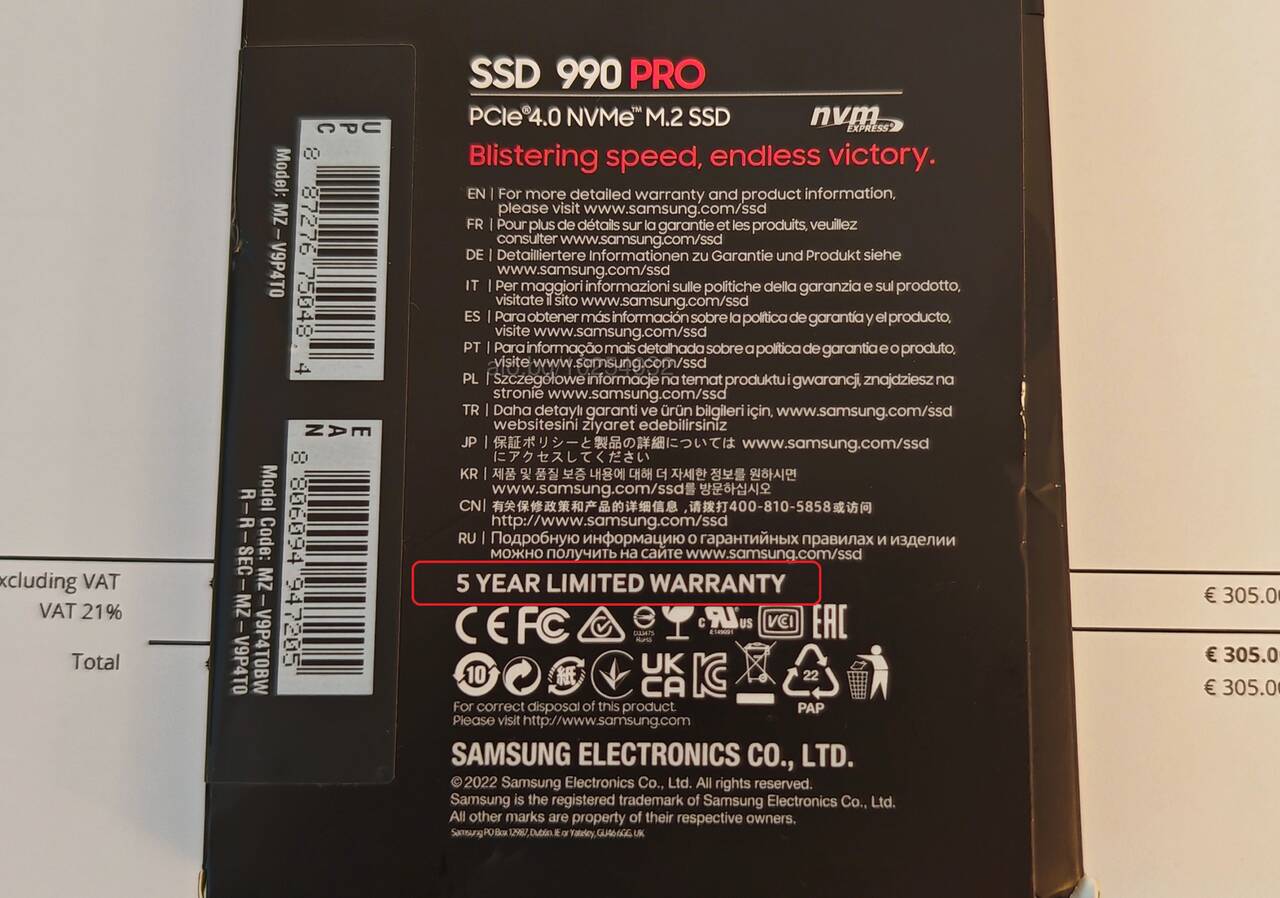 SSD 990 PRO
PCIe®4.0 NVMe™ M.2 SSD
nvm
EXPRESS®
Blistering speed, endless victory.
EN | For more detailed warranty and product information,
please visit www.samsung.com/ssd
FR | Pour plus de détails sur la garantie et les produits, veuillez
consulter www.samsung.com/ssd
DE | Detailliertere Informationen zu Garantie und Produkt siehe
www.samsung.com/ssd
IT | Per maggiori informazioni sulle politiche della garanzia e sul prodotto,
visitate il sito www.samsung.com/ssd
ES | Para obtener más información sobre la política de garantía y el producto,
visite www.samsung.com/ssd
PT | Para informação mais detalhada sobre a política de garantia e o produto,
visite www.samsung.com/ssd
PL | Szczegółowe informacje na temat produktu i gwarancji, znajdziesz na
stronie www.samsung.com/ssd
TR | Daha detaylı garanti ve ürün bilgileri için, www.samsung.com/ssd
websitesini ziyaret edebilirsiniz
JP | 保証ポリシーと製品の詳細については www.samsung.com/ssd
にアクセスしてください
KR | 제품 및 품질 보증 내용에 대해 더 자세한 정보를 원하시면
www.samsung.com/ssd를 방문하십시오
CN | 有关保修政策和产品的详细信息,请拨打400-810-5858或访问
http://www.samsung.com/ssd
RU | Подробную информацию о гарантийных правилах и изделии
можно получить на сайте www.samsung.com/ssd
5 YEAR LIMITED WARRANTY
CE FC
D33475
RoHS
c UL US
E149091
VCI
EAC
10
紙
UK
CA
22
PAP
For correct disposal of this product.
Please visit http://www.samsung.com
SAMSUNG ELECTRONICS CO., LTD.
©2022 Samsung Electronics Co., Ltd. All rights reserved.
Samsung is the registered trademark of Samsung Electronics Co., Ltd.
All other marks are property of their respective owners.
Samsung PO Box 12987, Dublin. IE or Yateley, GU46 6GG. UK
UPC
8 87276 75048 4
Model: MZ-V9P4T0
EAN
8 806094 947205
Model Code: MZ-V9P4T0BW
R-R-SEC-MZ-V9P4T0
xcluding VAT
VAT 21%
Total
€ 305.00
€ 305.0
€ 305.00